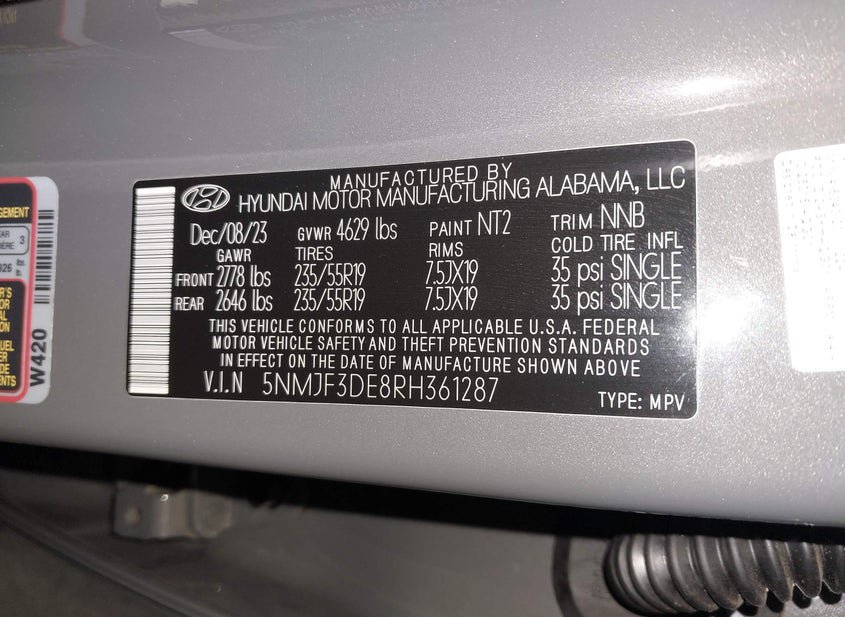 MANUFACTURED BY
HYUNDAI MOTOR MANUFACTURING ALABAMA, LLC
Dec/08/23 GVWR 4629 lbs PAINT NT2 TRIM NNB
GAWR TIRES RIMS COLD TIRE INFL
FRONT 2778 lbs 235/55R19 7.5JX19 35 psi SINGLE
REAR 2646 lbs 235/55R19 7.5JX19 35 psi SINGLE
THIS VEHICLE CONFORMS TO ALL APPLICABLE U.S.A. FEDERAL
MOTOR VEHICLE SAFETY AND THEFT PREVENTION STANDARDS
IN EFFECT ON THE DATE OF MANUFACTURE SHOWN ABOVE
V.I.N 5NMJF3DE8RH361287
TYPE: MPV
W420
3
926 lbs.